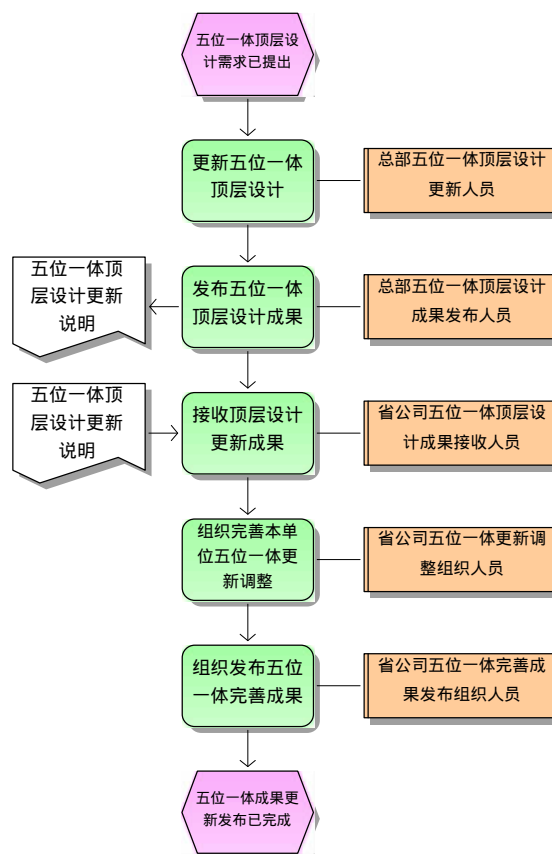 五位一体顶层设
计需求已提出
更新五位一体
顶层设计
总部五位一体顶层设计
更新人员
五位一体顶
层设计更新
说明
发布五位一体
顶层设计成果
总部五位一体顶层设计
成果发布人员
五位一体顶
层设计更新
说明
接收顶层设计
更新成果
省公司五位一体顶层设
计成果接收人员
组织完善本单
位五位一体更
新调整
省公司五位一体更新调
整组织人员
组织发布五位
一体完善成果
省公司五位一体完善成
果发布组织人员
五位一体成果更
新发布已完成